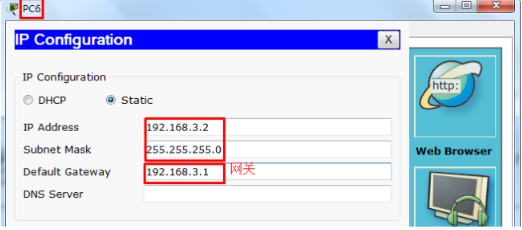 PC6
IP Configuration
X
IP Configuration
DHCP
Static
IP Address
192.168.3.2
Subnet Mask
255.255.255.0
Default Gateway
192.168.3.1
网关
DNS Server
http:
Web Browser